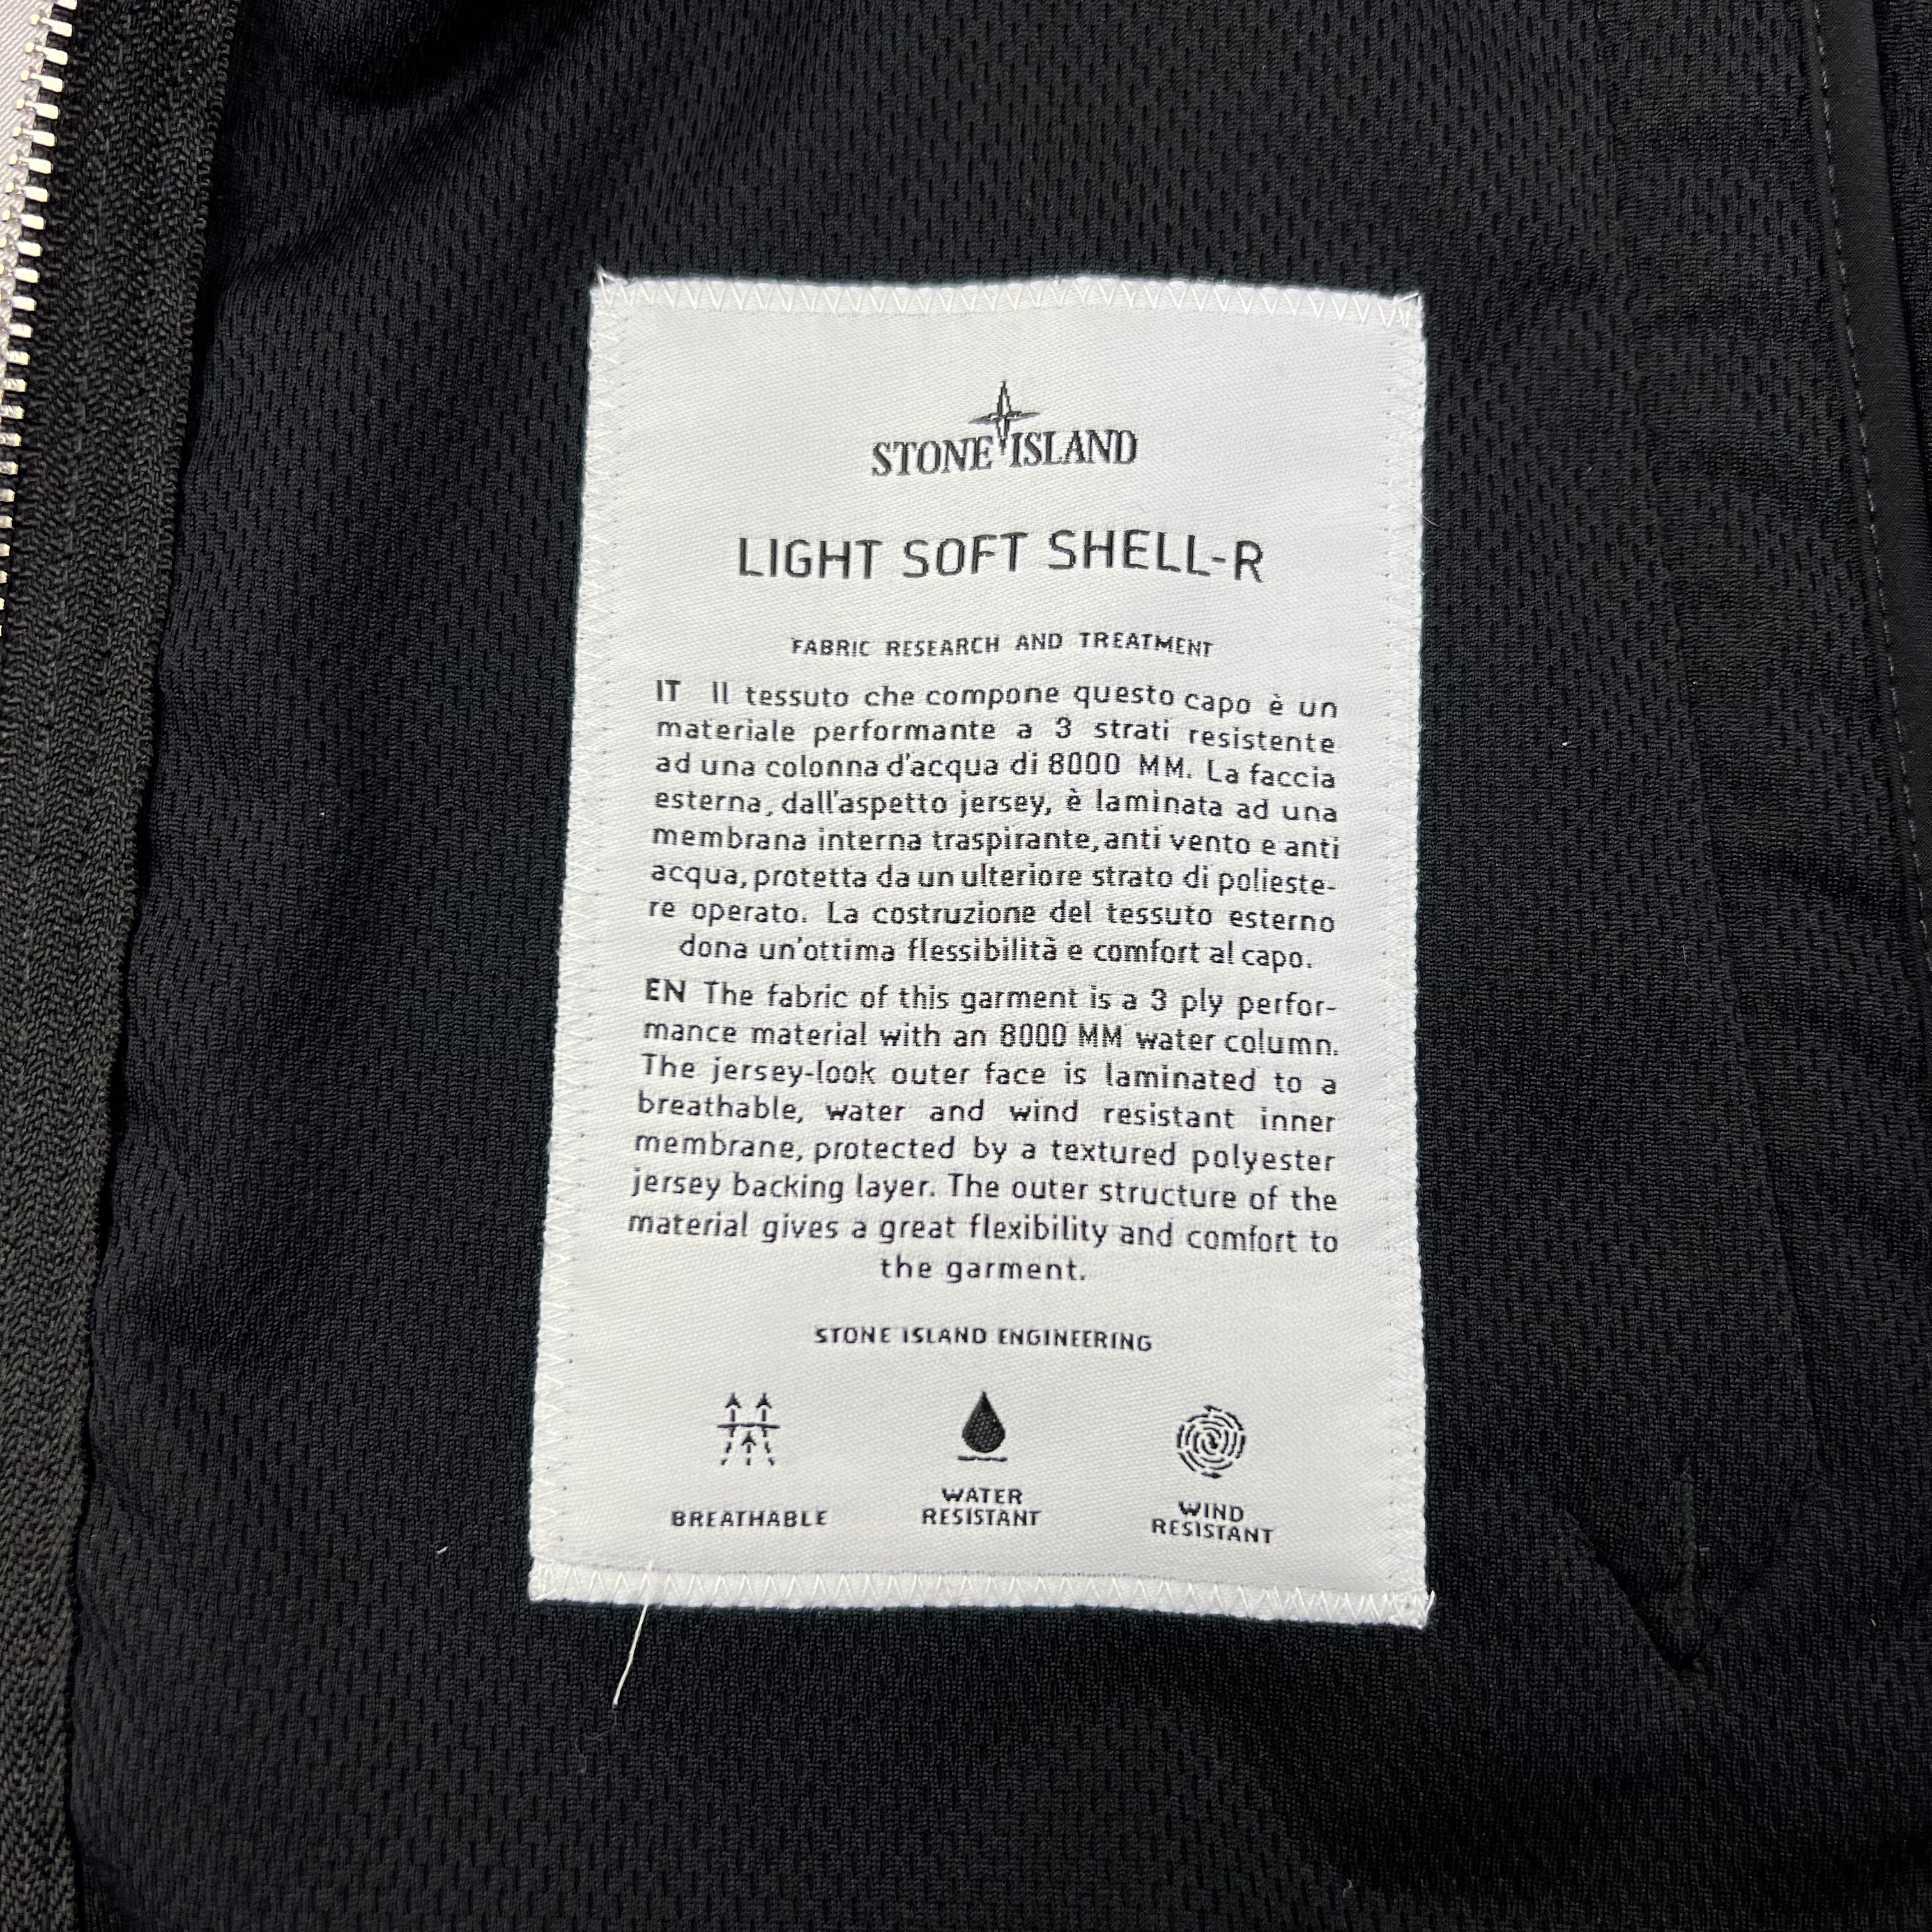 STONE ISLAND
LIGHT SOFT SHELL-R
FABRIC RESEARCH AND TREATMENT
IT Il tessuto che compone questo capo è un
materiale performante a 3 strati resistente
ad una colonna d'acqua di 8000 MM. La faccia
esterna, dall'aspetto jersey, è laminata ad una
membrana interna traspirante, anti vento e anti
acqua, protetta da un ulteriore strato di polieste-
re operato. La costruzione del tessuto esterno
dona un'ottima flessibilità e comfort al capo.
EN The fabric of this garment is a 3 ply perfor-
mance material with an 8000 MM water column.
The jersey-look outer face is laminated to a
breathable, water and wind resistant inner
membrane, protected by a textured polyester
jersey backing layer. The outer structure of the
material gives a great flexibility and comfort to
the garment.
STONE ISLAND ENGINEERING
BREATHABLE
WATER
RESISTANT
WIND
RESISTANT